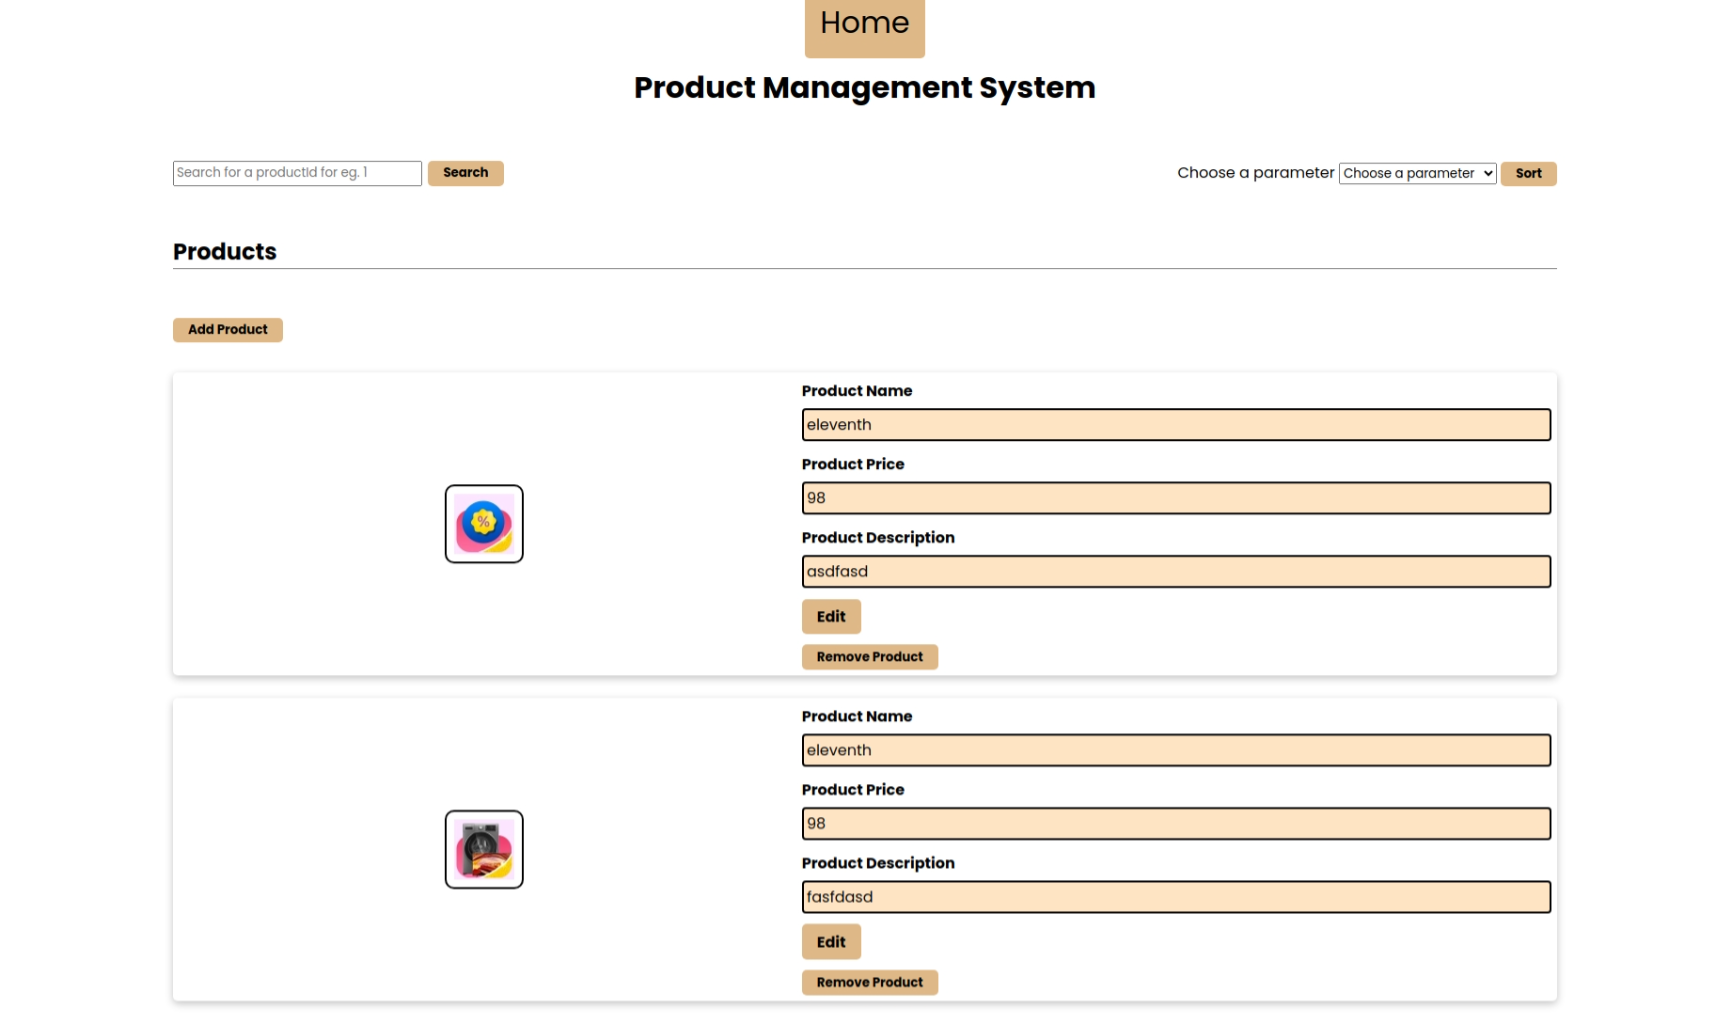 Home
Product Management System
Search for a productId for eg. 1 Search Choose a parameter Choose a parameter Sort
Products
Add Product
Product Name
eleventh
Product Price
98
%
Product Description
asdfasd
Edit
Remove Product
Product Name
eleventh
Product Price
98
Product Description
fasfdasd
Edit
Remove Product